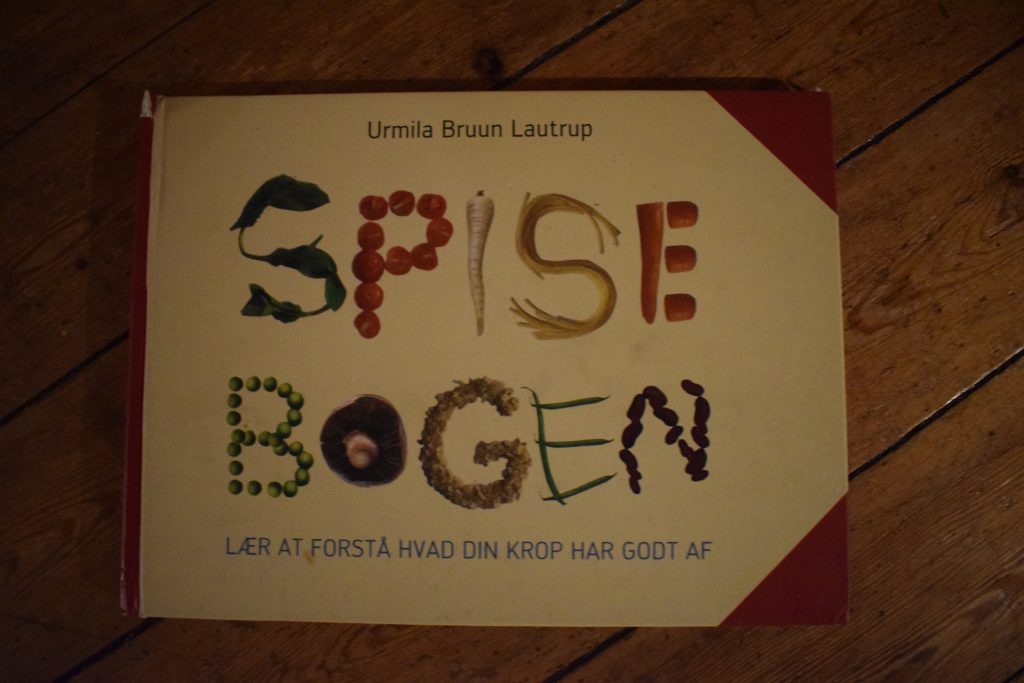 Urmila Bruun Lautrup
SPISE
BOGEN
LÆR AT FORSTÅ HVAD DIN KROP HAR GODT AF